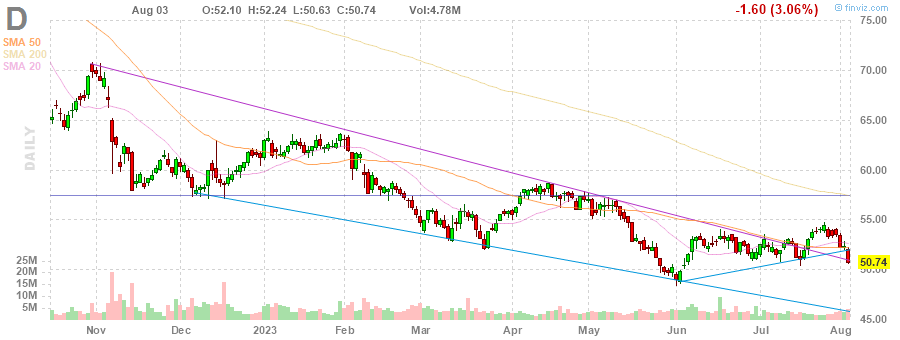 D
Aug 03 O:52.10 H:52.24 L:50.63 C:50.74 Vol:4.78M -1.60 (3.06%)
© finviz.com
SMA 50
SMA 200
SMA 20
DAILY
75.00
70.00
65.00
60.00
55.00
50.74
50.00
45.00
25M
20M
15M
10M
5M
Nov Dec 2023 Feb Mar Apr May Jun Jul Aug